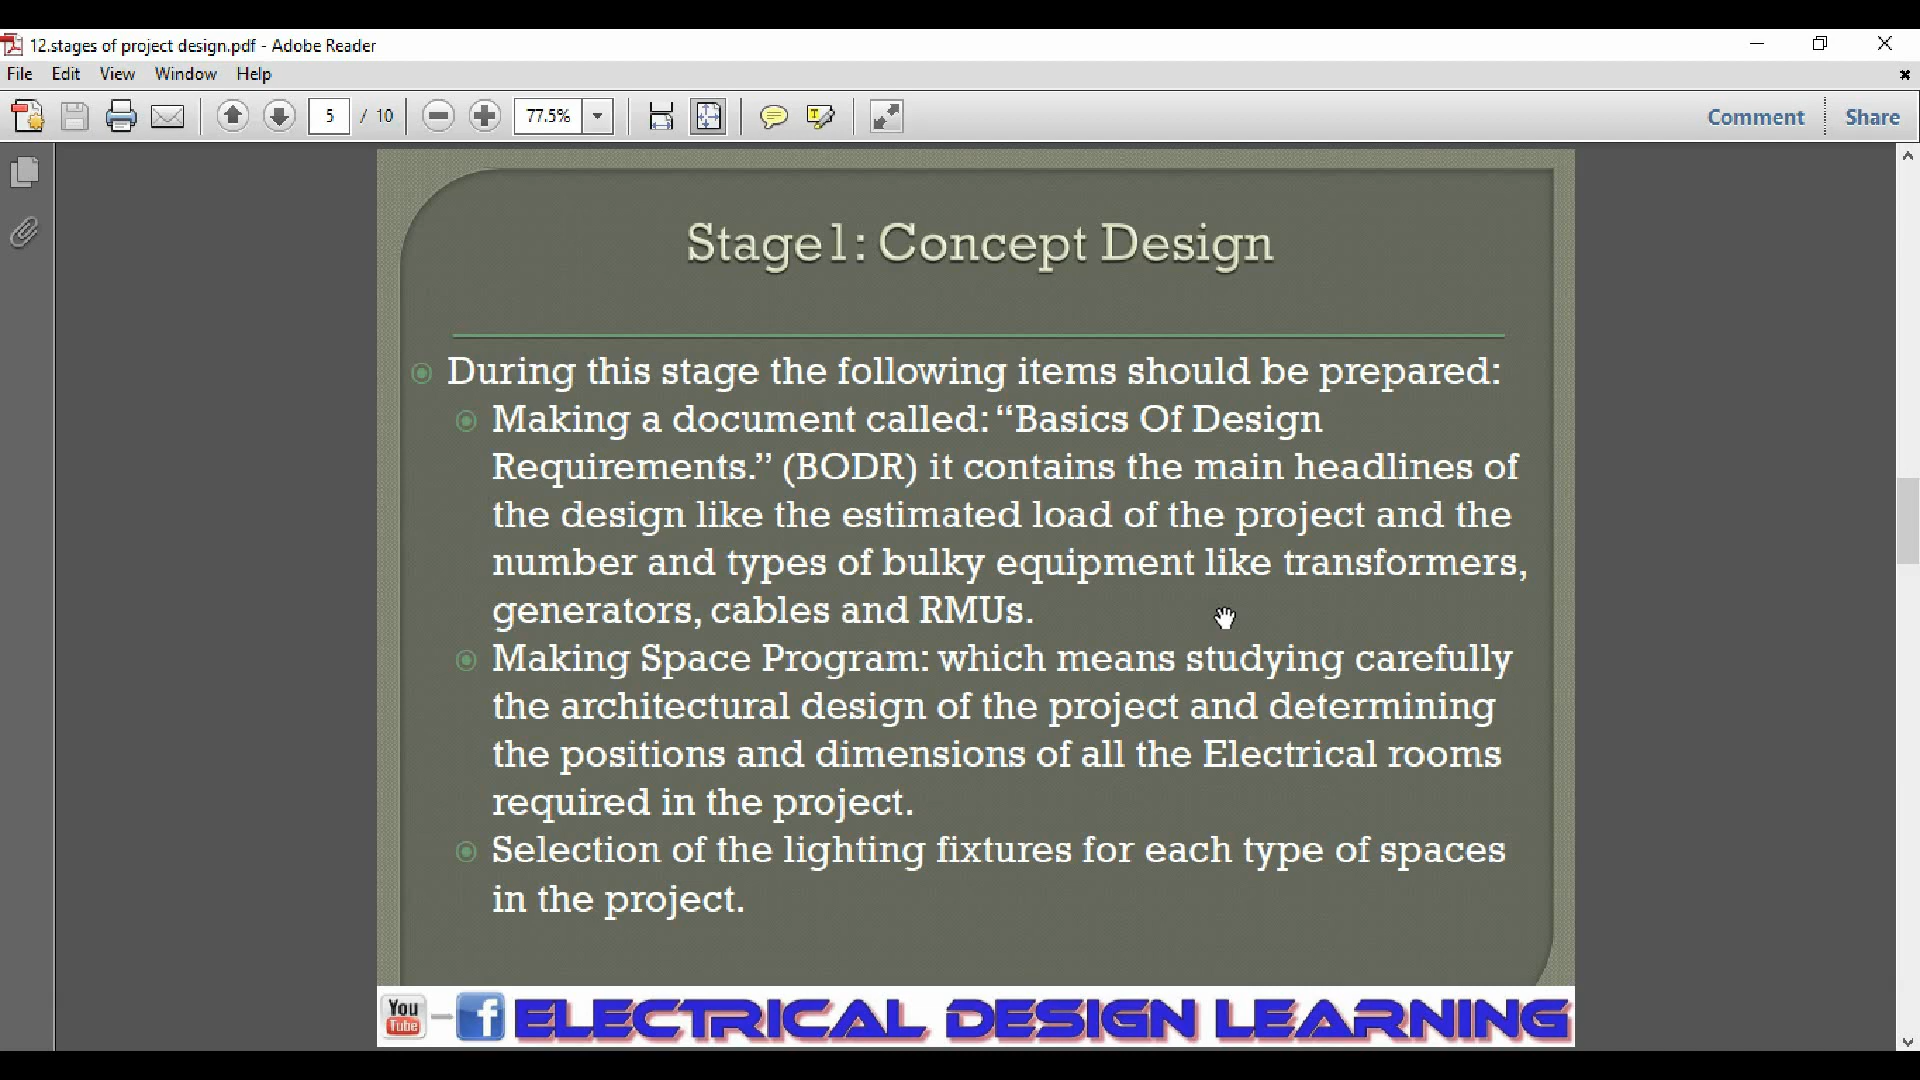 12.stages of project design.pdf - Adobe Reader
File Edit View Window Help
5 / 10 77.5% Comment Share
Stage1: Concept Design
During this stage the following items should be prepared:
Making a document called: “Basics Of Design
Requirements.” (BODR) it contains the main headlines of
the design like the estimated load of the project and the
number and types of bulky equipment like transformers,
generators, cables and RMUs.
Making Space Program: which means studying carefully
the architectural design of the project and determining
the positions and dimensions of all the Electrical rooms
required in the project.
Selection of the lighting fixtures for each type of spaces
in the project.
You Tube – f ELECTRICAL DESIGN LEARNING